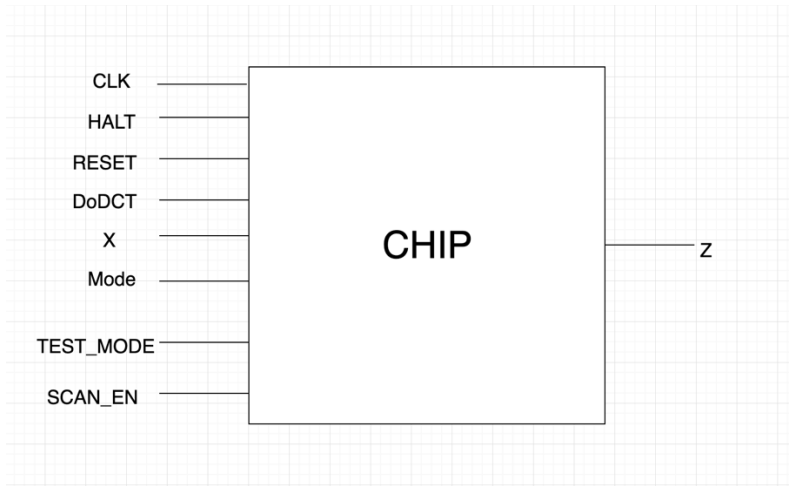 CLK
HALT
RESET
DoDCT
X
Mode
TEST_MODE
SCAN_EN
CHIP
Z